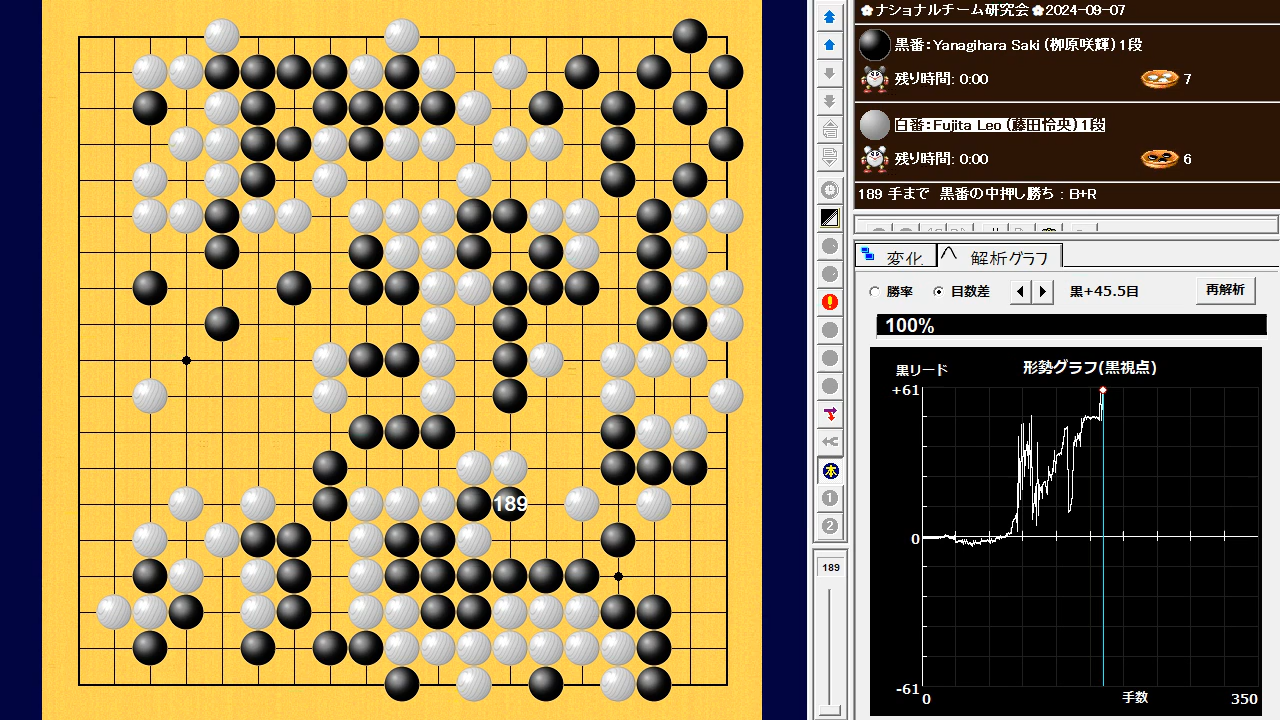 ナショナルチーム研究会 2024-09-07
黒番：Yanagihara Saki (柳原咲輝) 1段
残り時間: 0:00
7
白番：Fujita Leo (藤田怜央) 1段
残り時間: 0:00
6
189 手まで 黒番の中押し勝ち : B+R
変化
解析グラフ
勝率
目数差
黒+45.5目
再解析
100%
黒リード
形勢グラフ(黒視点)
+61
0
-61
0
手数
350
189
本
1
2
189